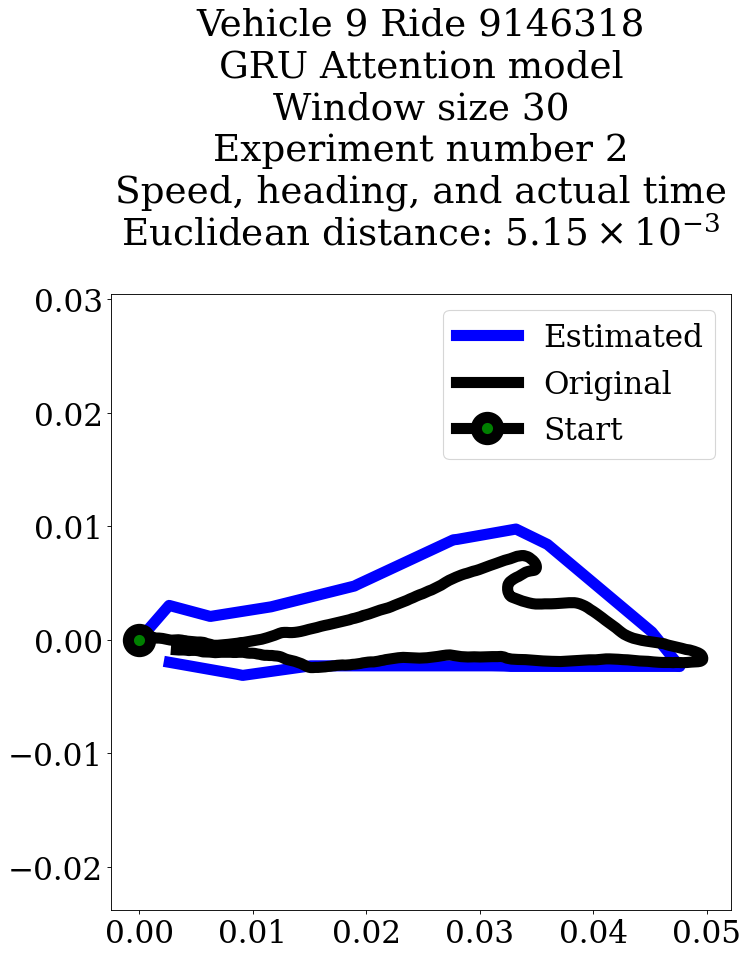 Vehicle 9 Ride 9146318
GRU Attention model
Window size 30
Experiment number 2
Speed, heading, and actual time
Euclidean distance: 5.15 × 10⁻³
Estimated
Original
Start
0.03
0.02
0.01
0.00
−0.01
−0.02
0.00 0.01 0.02 0.03 0.04 0.05